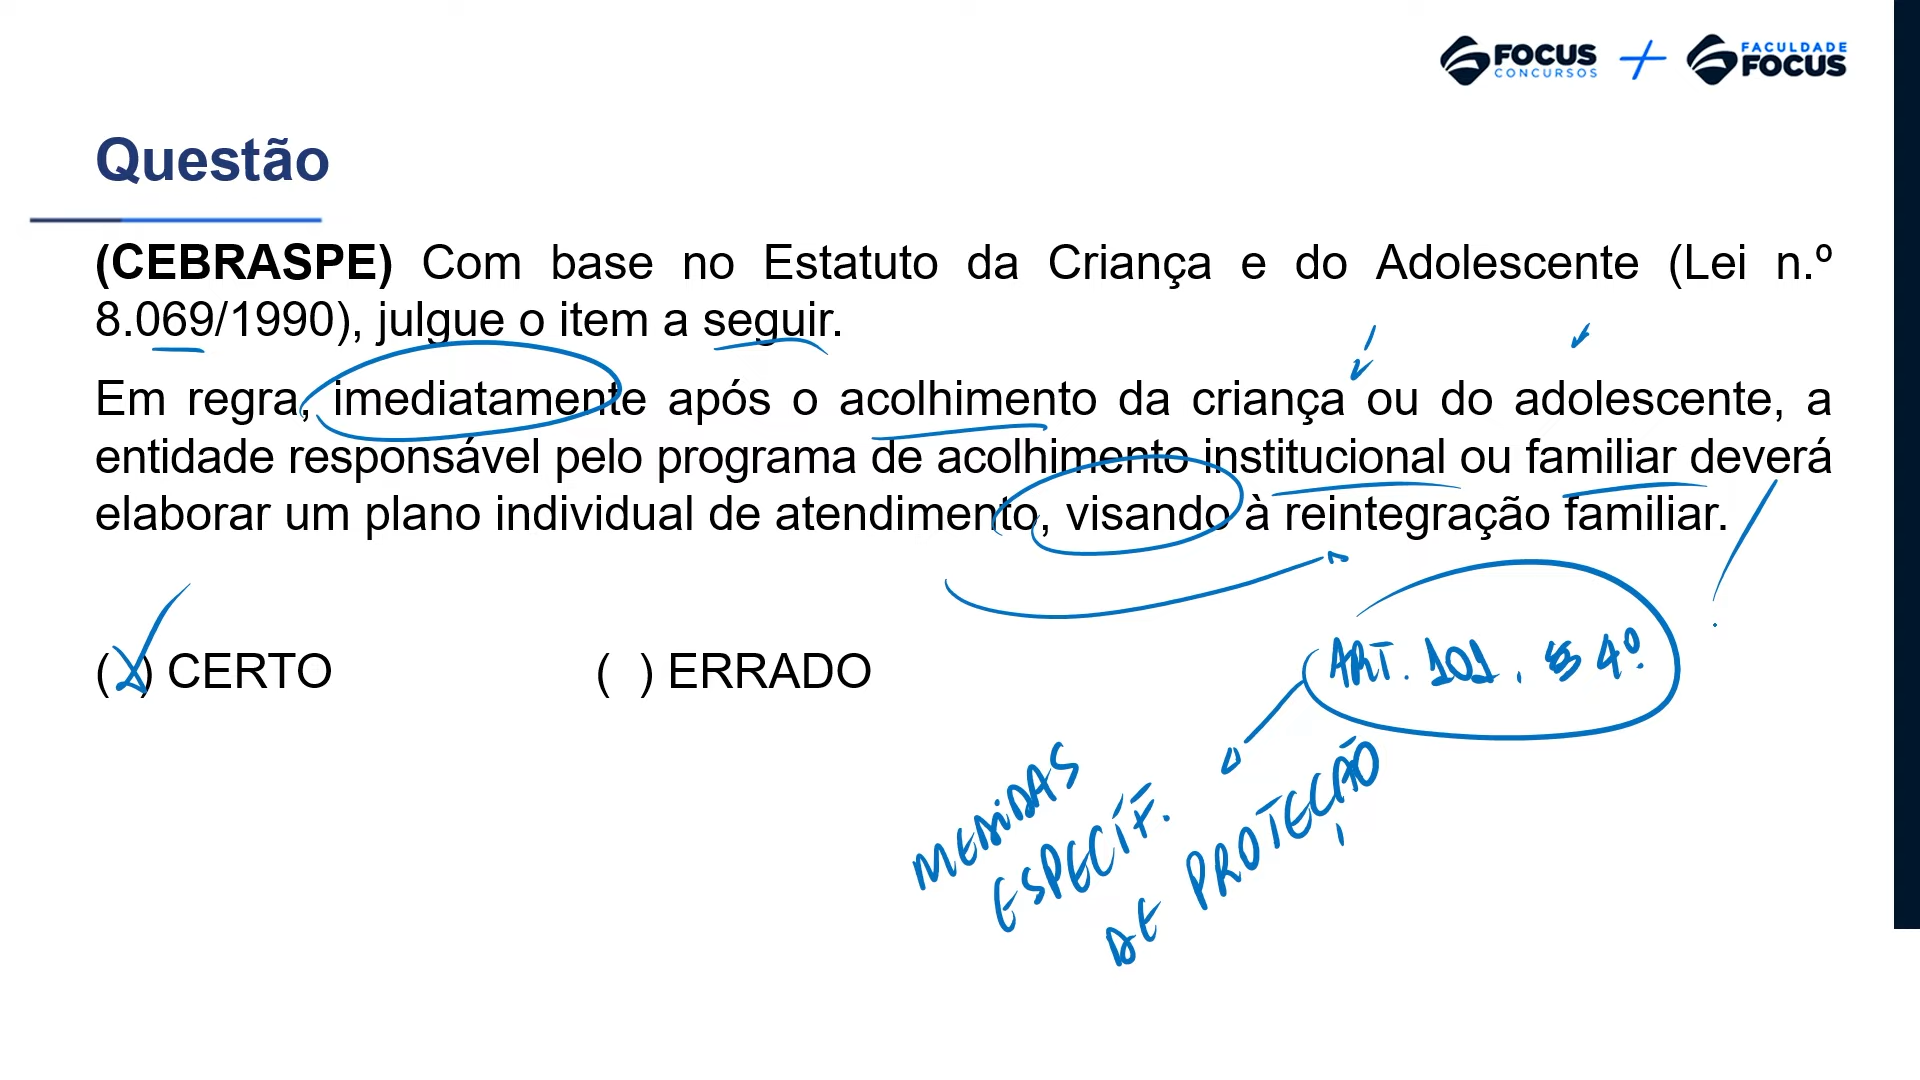 FOCUS CONCURSOS + FACULDADE FOCUS
Questão
(CEBRASPE) Com base no Estatuto da Criança e do Adolescente (Lei n.º
8.069/1990), julgue o item a seguir.
Em regra, imediatamente após o acolhimento da criança ou do adolescente, a
entidade responsável pelo programa de acolhimento institucional ou familiar deverá
elaborar um plano individual de atendimento, visando à reintegração familiar.
(X) CERTO ( ) ERRADO
ART. 101. § 4º.
MEDIDAS
ESPECÍF.
DE PROTEÇÃO